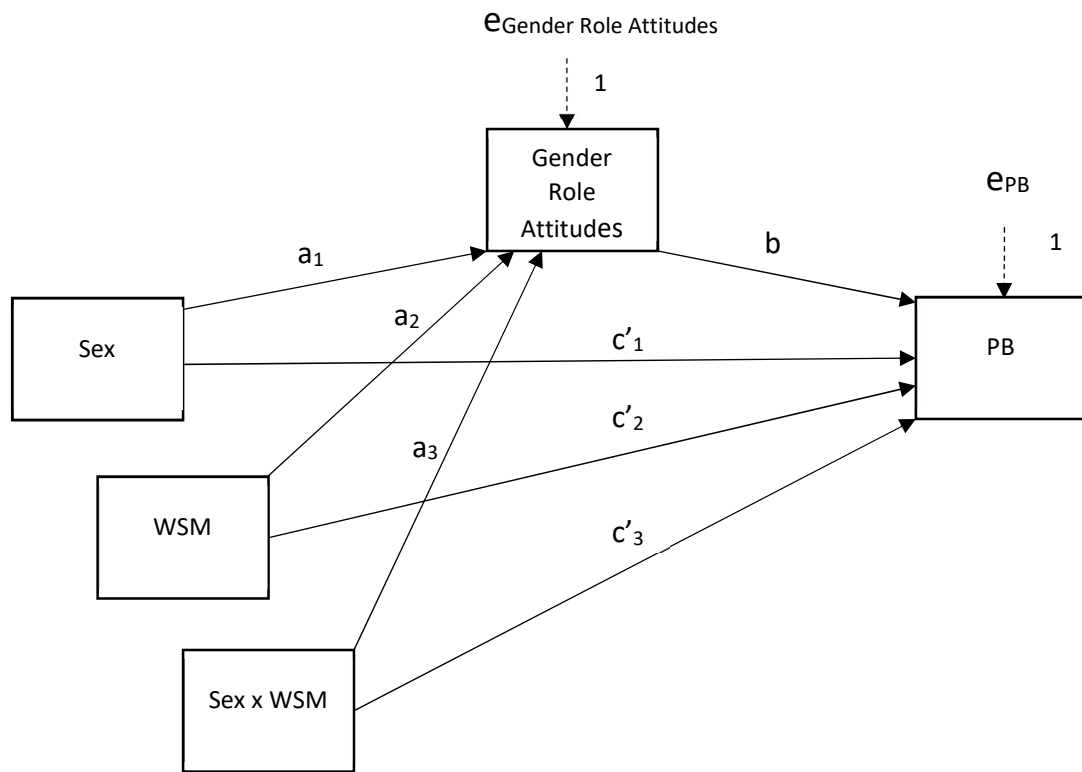 eGender Role Attitudes
1
Gender
Role
Attitudes
ePB
1
a1
b
Sex
a2
c'1
PB
c'2
a3
WSM
c'3
Sex x WSM